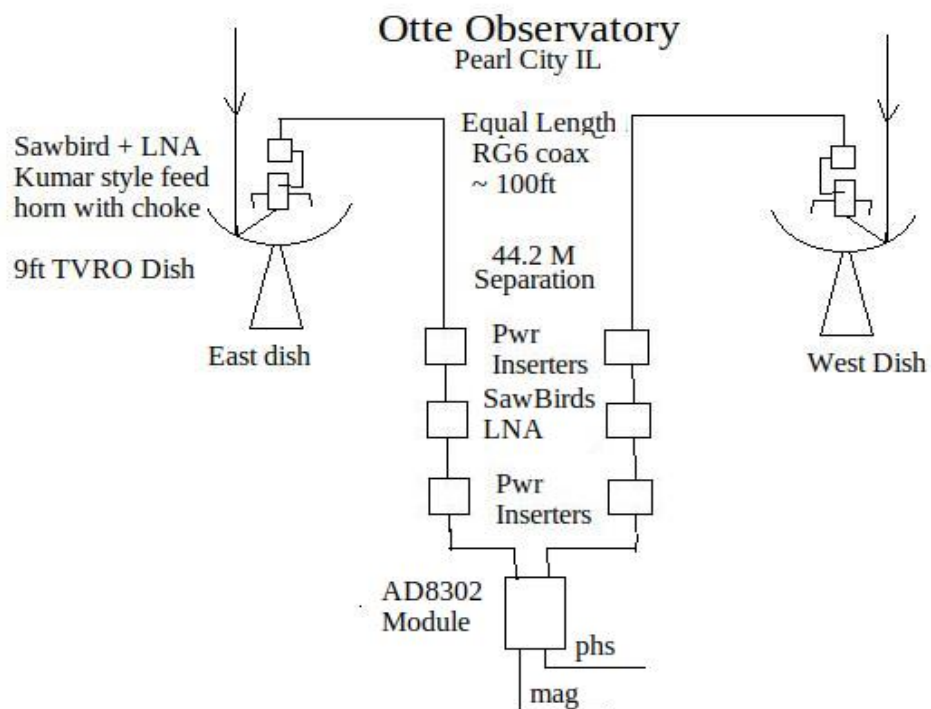 Otte Observatory
Pearl City IL
Equal Length
RG6 coax
~ 100ft
Sawbird + LNA
Kumar style feed
horn with choke
9ft TVRO Dish
44.2 M
Separation
East dish
West Dish
Pwr
Inserters
SawBirds
LNA
Pwr
Inserters
AD8302
Module
phs
mag